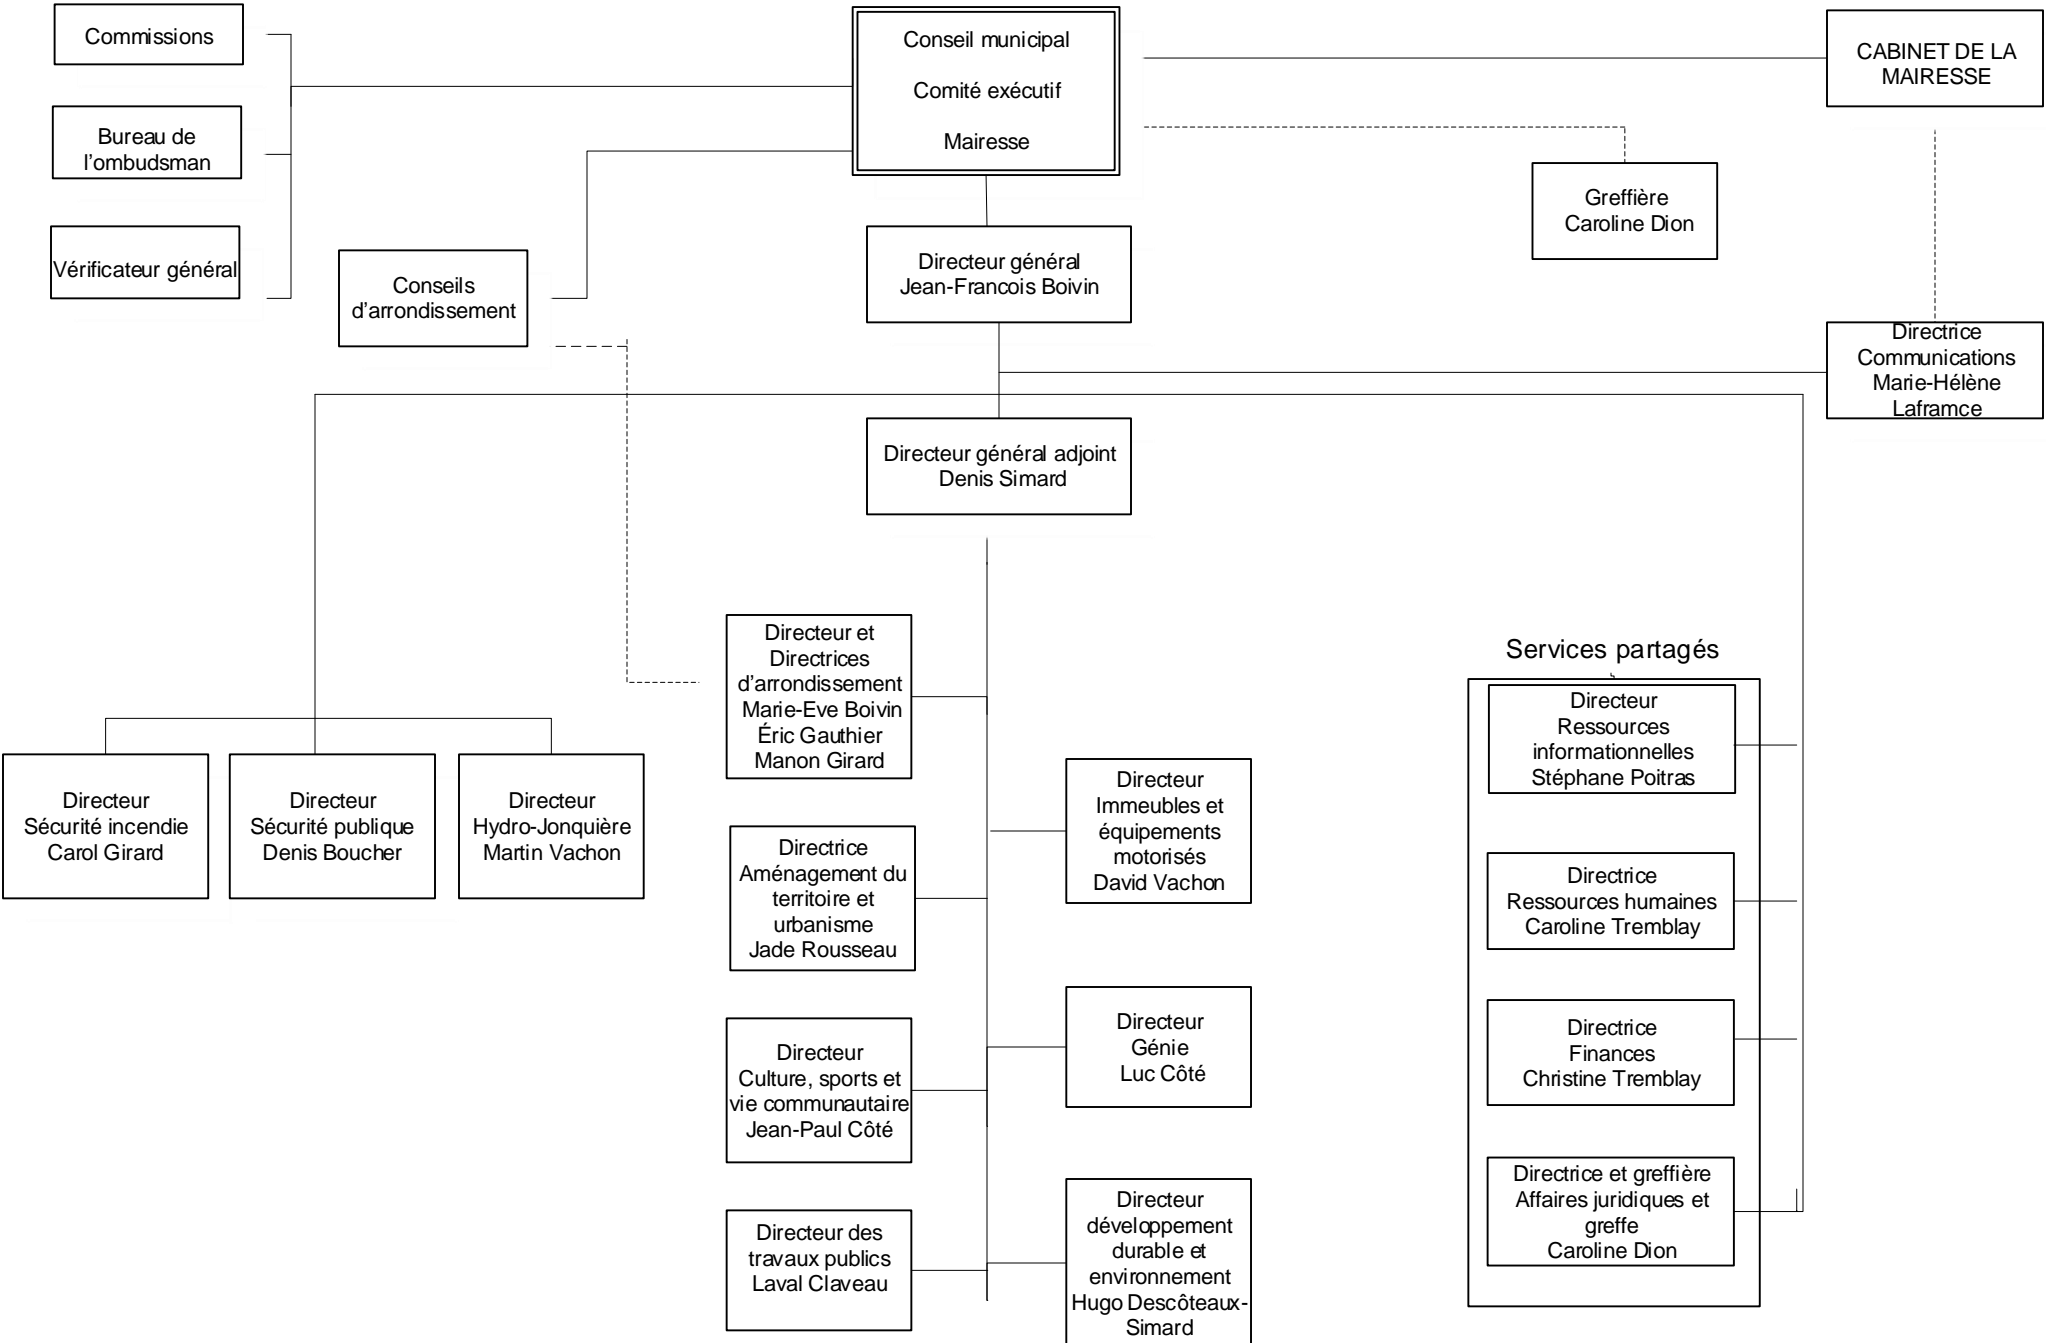 Commissions
Conseil municipal
Comité exécutif
Mairesse
CABINET DE LA
MAIRESSE
Bureau de
l'ombudsman
Greffière
Caroline Dion
Vérificateur général
Conseils
d'arrondissement
Directeur général
Jean-Francois Boivin
Directrice
Communications
Marie-Hélène
Laframce
Directeur général adjoint
Denis Simard
Directeur et
Directrices
d'arrondissement
Marie-Eve Boivin
Éric Gauthier
Manon Girard
Services partagés
Directeur
Ressources
informationnelles
Stéphane Poitras
Directeur
Sécurité incendie
Carol Girard
Directeur
Sécurité publique
Denis Boucher
Directeur
Hydro-Jonquière
Martin Vachon
Directeur
Immeubles et
équipements
motorisés
David Vachon
Directrice
Aménagement du
territoire et
urbanisme
Jade Rousseau
Directrice
Ressources humaines
Caroline Tremblay
Directeur
Culture, sports et
vie communautaire
Jean-Paul Côté
Directeur
Génie
Luc Côté
Directrice
Finances
Christine Tremblay
Directeur des
travaux publics
Laval Claveau
Directeur
développement
durable et
environnement
Hugo Descôteaux-
Simard
Directrice et greffière
Affaires juridiques et
greffe
Caroline Dion